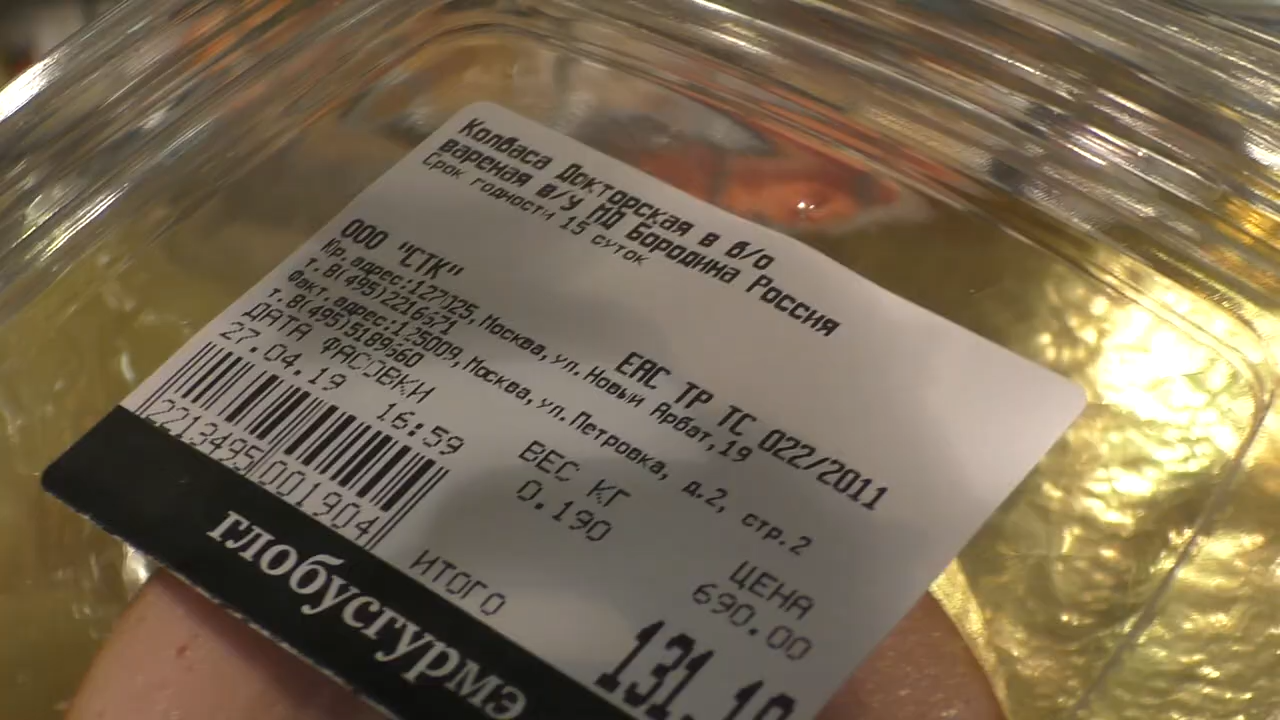 Колбаса Докторская в б/о
вареная в/у ПД Бородина Россия
Срок годности 15 суток
ООО "СТК"
Юр.адрес:127025, Москва, ул.Новый Арбат,19
т.8(495)2216571
Факт.адрес:125009, Москва, ул.Петровка, д.2, стр.2
т.8(495)5189560
ЕАС ТР ТС 022/2011
ДАТА ФАСОВКИ
27.04.19 16:59
ВЕС КГ
0.190
ЦЕНА
690.00
2213495001904
ИТОГО
131.10
глобусгурмэ